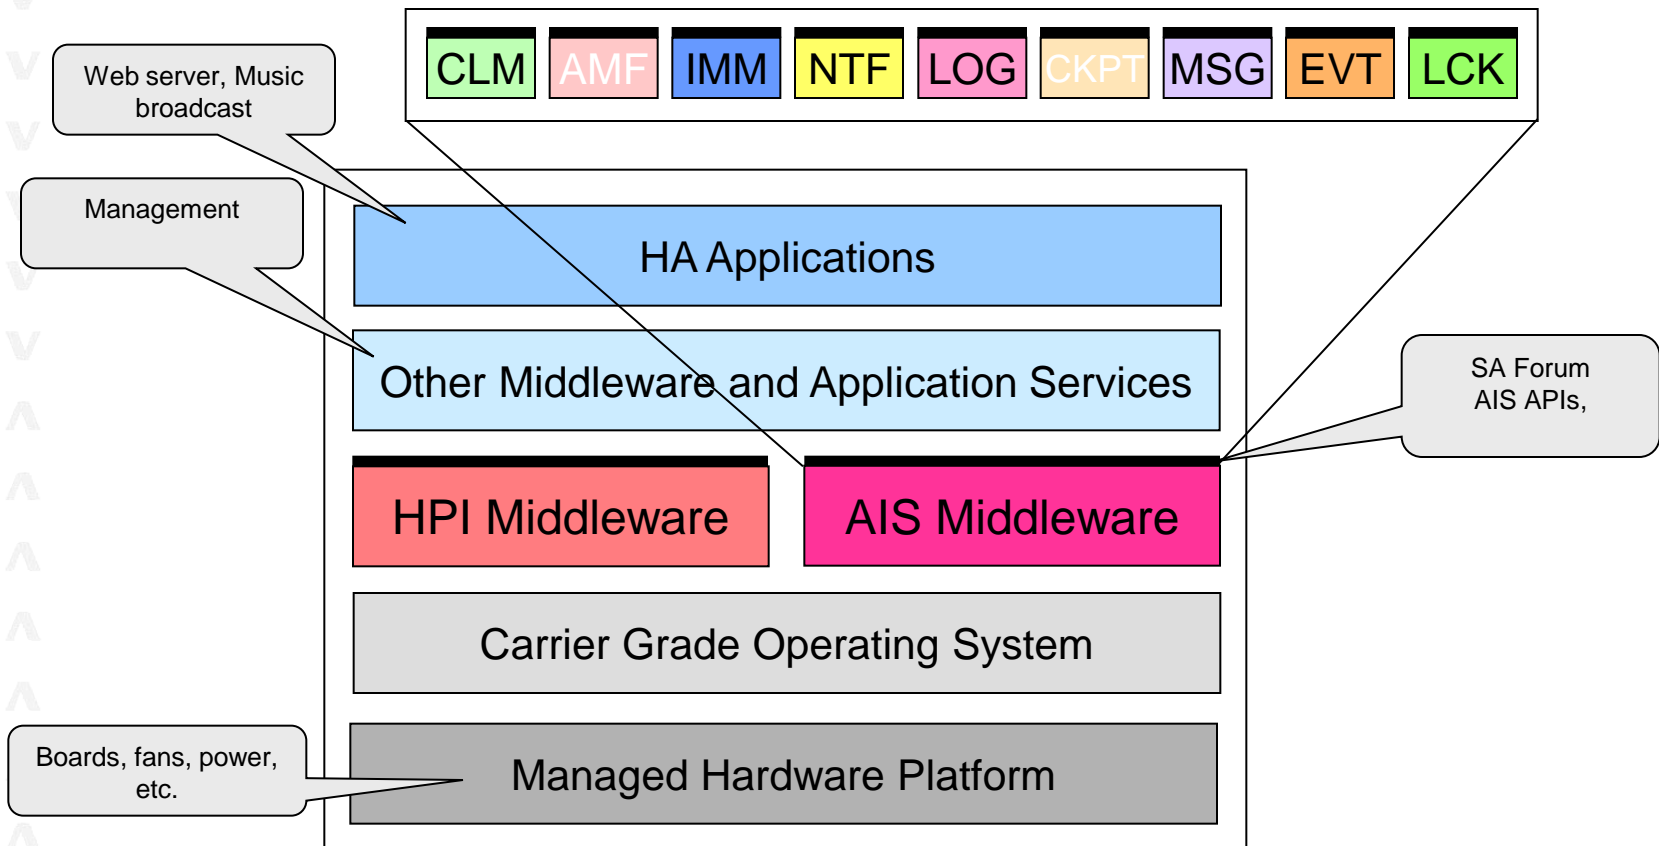 CLM AMF IMM NTF LOG CKPT MSG EVT LCK
Web server, Music
broadcast
Management
HA Applications
Other Middleware and Application Services
SA Forum
AIS APIs,
HPI Middleware
AIS Middleware
Carrier Grade Operating System
Boards, fans, power,
etc.
Managed Hardware Platform